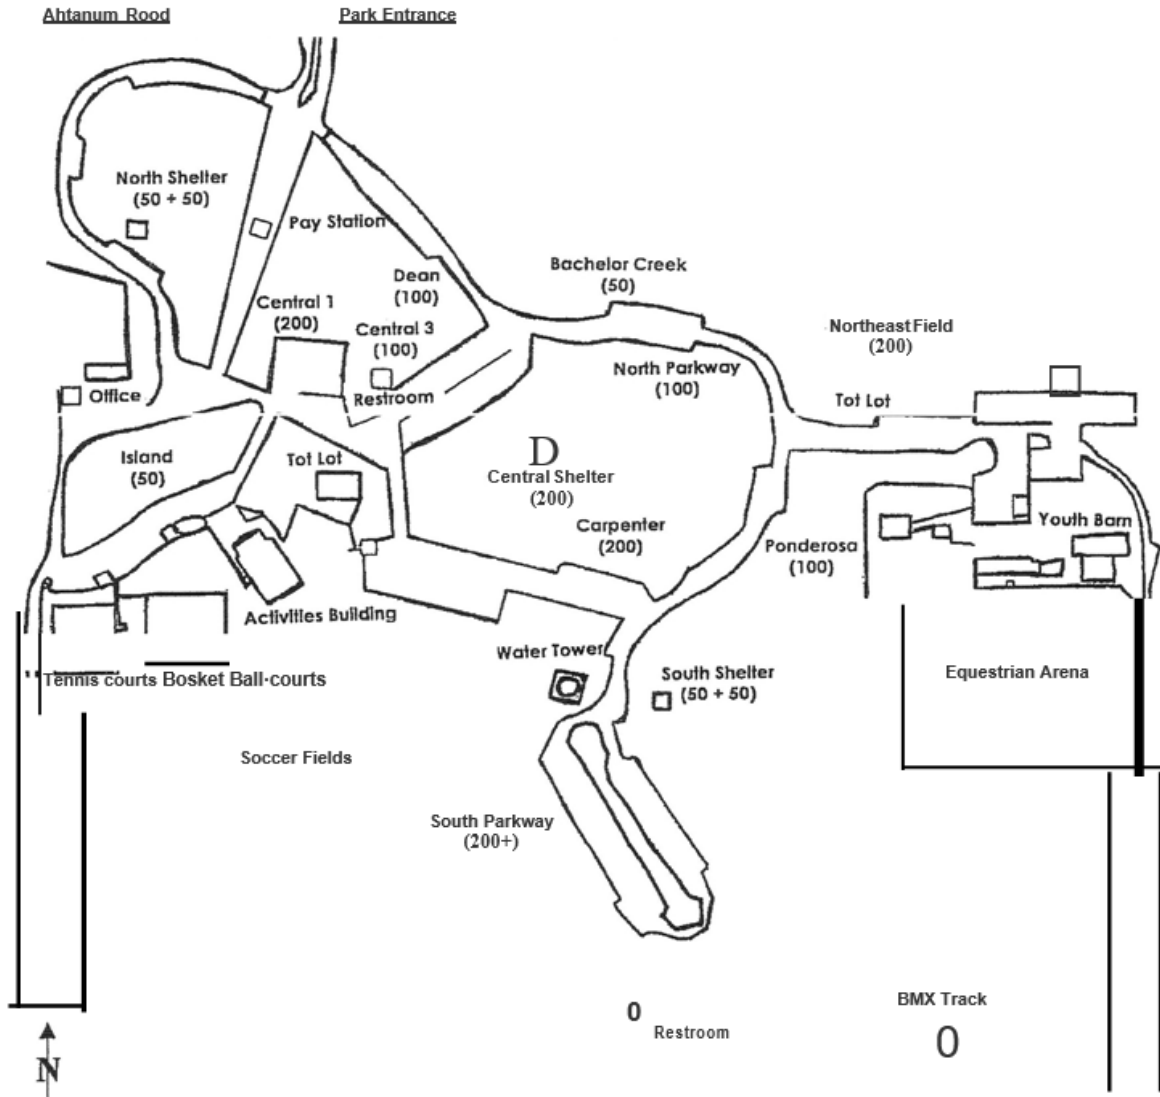 Ahtanum Rood
Park Entrance
North Shelter
(50 + 50)
Pay Station
Bachelor Creek
(50)
Dean
(100)
Central 1
(200)
Central 3
(100)
Northeast Field
(200)
North Parkway
(100)
Office
Restroom
Tot Lot
D
Island
(50)
Tot Lot
Central Shelter
(200)
Carpenter
(200)
Ponderosa
(100)
Youth Barn
Activities Building
Water Tower
South Shelter
(50 + 50)
Equestrian Arena
Tennis courts Bosket Ball-courts
Soccer Fields
South Parkway
(200+)
0
Restroom
BMX Track
0
N